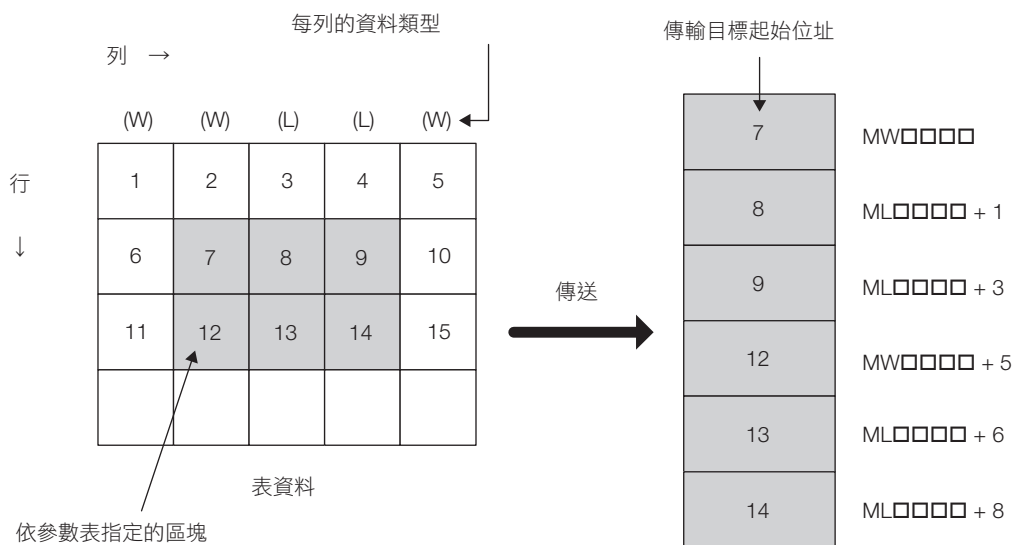 每列的資料類型
列 →
(W) (W) (L) (L) (W)
行
↓
1 2 3 4 5
6 7 8 9 10
11 12 13 14 15
表資料
依參數表指定的區塊
傳送
傳輸目標起始位址
7 MW□□□□
8 ML□□□□ + 1
9 ML□□□□ + 3
12 MW□□□□ + 5
13 ML□□□□ + 6
14 ML□□□□ + 8